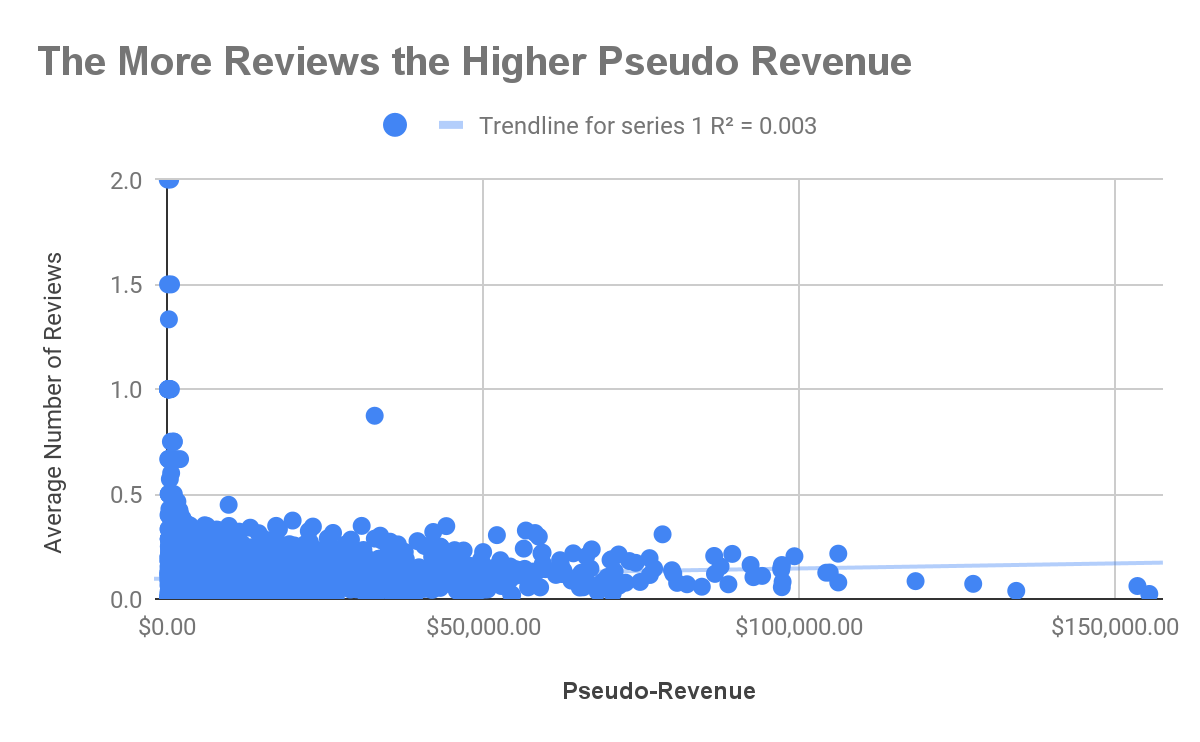 The More Reviews the Higher Pseudo Revenue
Trendline for series 1 R² = 0.003
Average Number of Reviews
2.0
1.5
1.0
0.5
0.0
$0.00
$50,000.00
$100,000.00
$150,000.00
Pseudo-Revenue